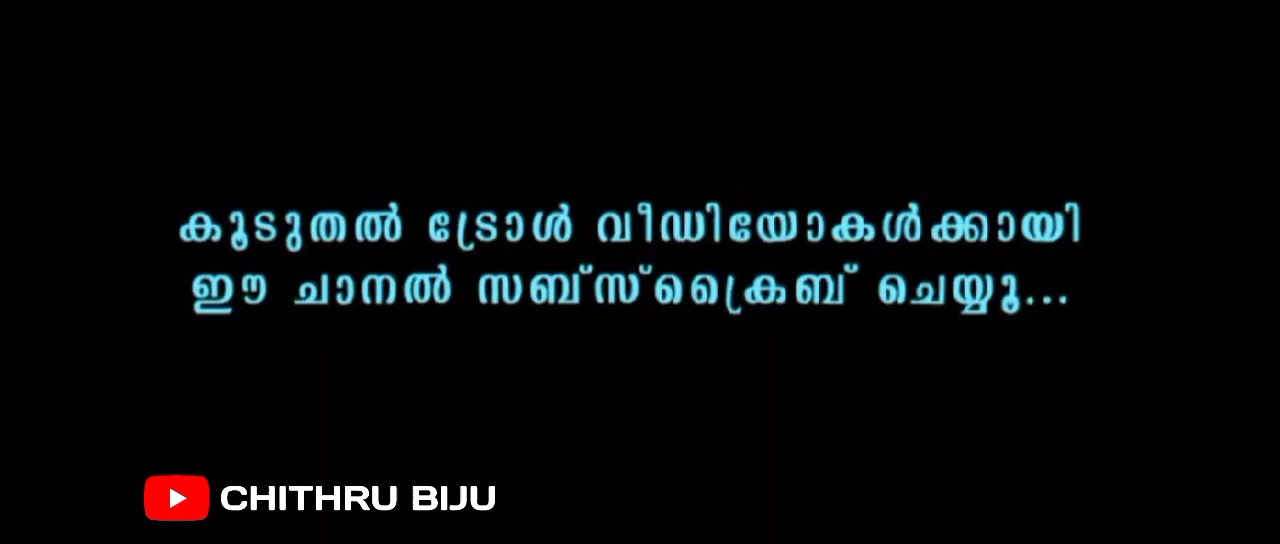 കൂടുതൽ ട്രോൾ വീഡിയോകൾക്കായി
ഈ ചാനൽ സബ്സ്ക്രൈബ് ചെയ്യൂ...
CHITHRU BIJU